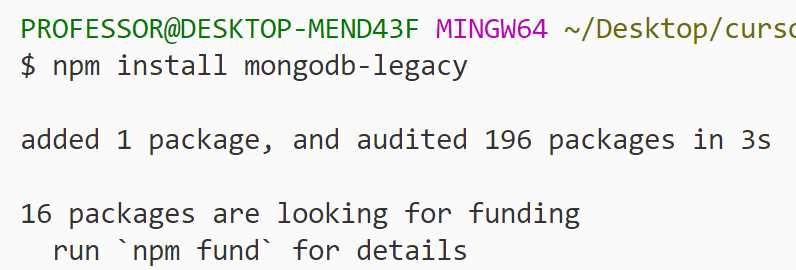 PROFESSOR@DESKTOP-MEND43F MINGW64 ~/Desktop/curso
$ npm install mongodb-legacy
added 1 package, and audited 196 packages in 3s
16 packages are looking for funding
run `npm fund` for details